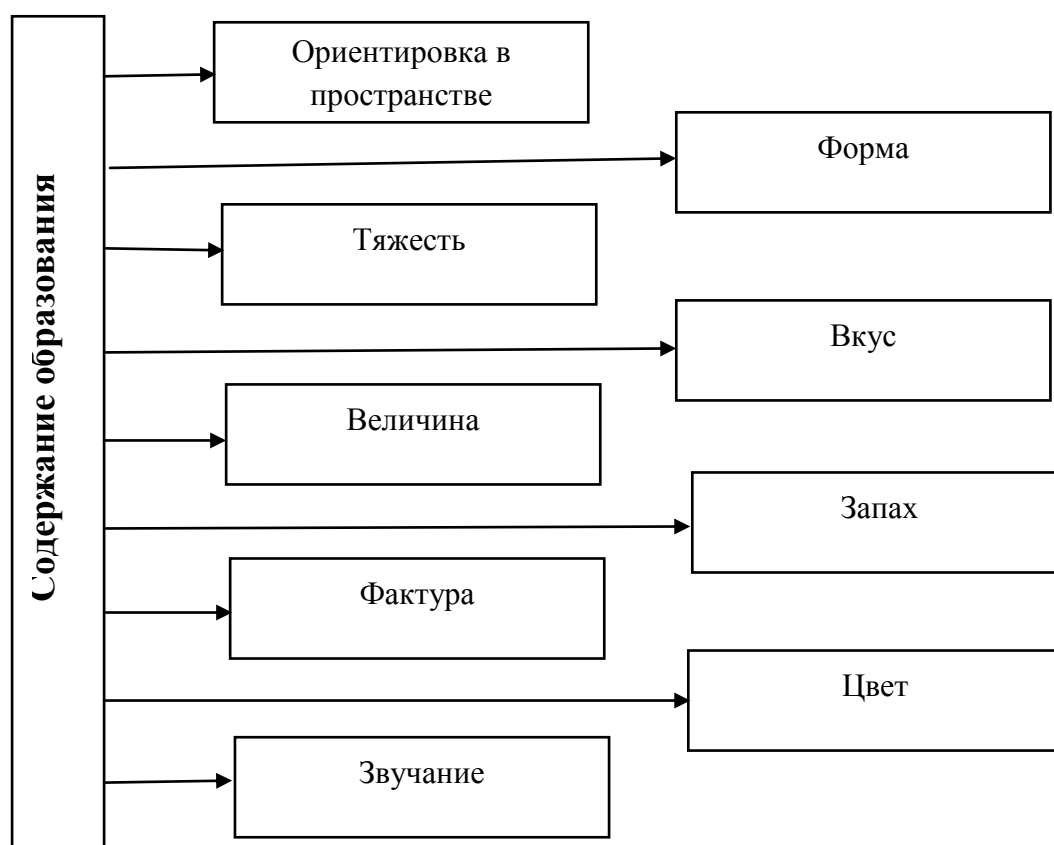 Содержание образования
Ориентировка в
пространстве
Форма
Тяжесть
Вкус
Величина
Запах
Фактура
Цвет
Звучание